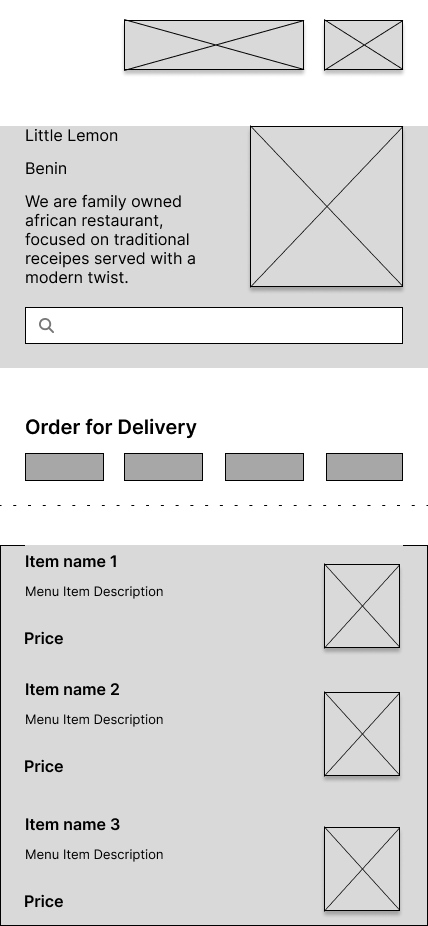 Little Lemon
Benin
We are family owned
african restaurant,
focused on traditional
receipes served with a
modern twist.
Order for Delivery
Item name 1
Menu Item Description
Price
Item name 2
Menu Item Description
Price
Item name 3
Menu Item Description
Price